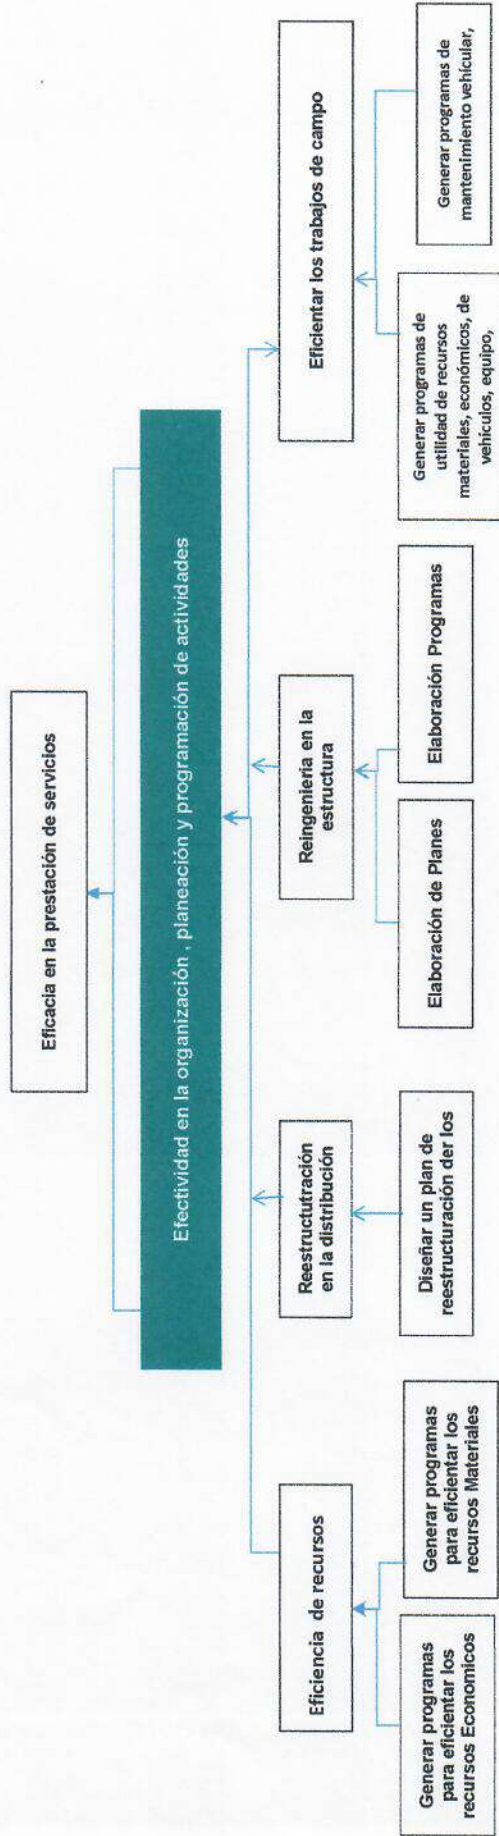 Eficacia en la prestación de servicios
Efectividad en la organización , planeación y programación de actividades
Eficiencia de recursos
Reestructutración
en la distribución
Reingenieria en la
estructura
Eficientar los trabajos de campo
Generar programas
para eficientar los
recursos Economicos
Generar programas
para eficientar los
recursos Materiales
Diseñar un plan de
reestructuración der los
Elaboración de Planes
Elaboración Programas
Generar programas de
utilidad de recursos
materiales, económicos, de
vehículos, equipo,
Generar programas de
mantenimiento vehícular,